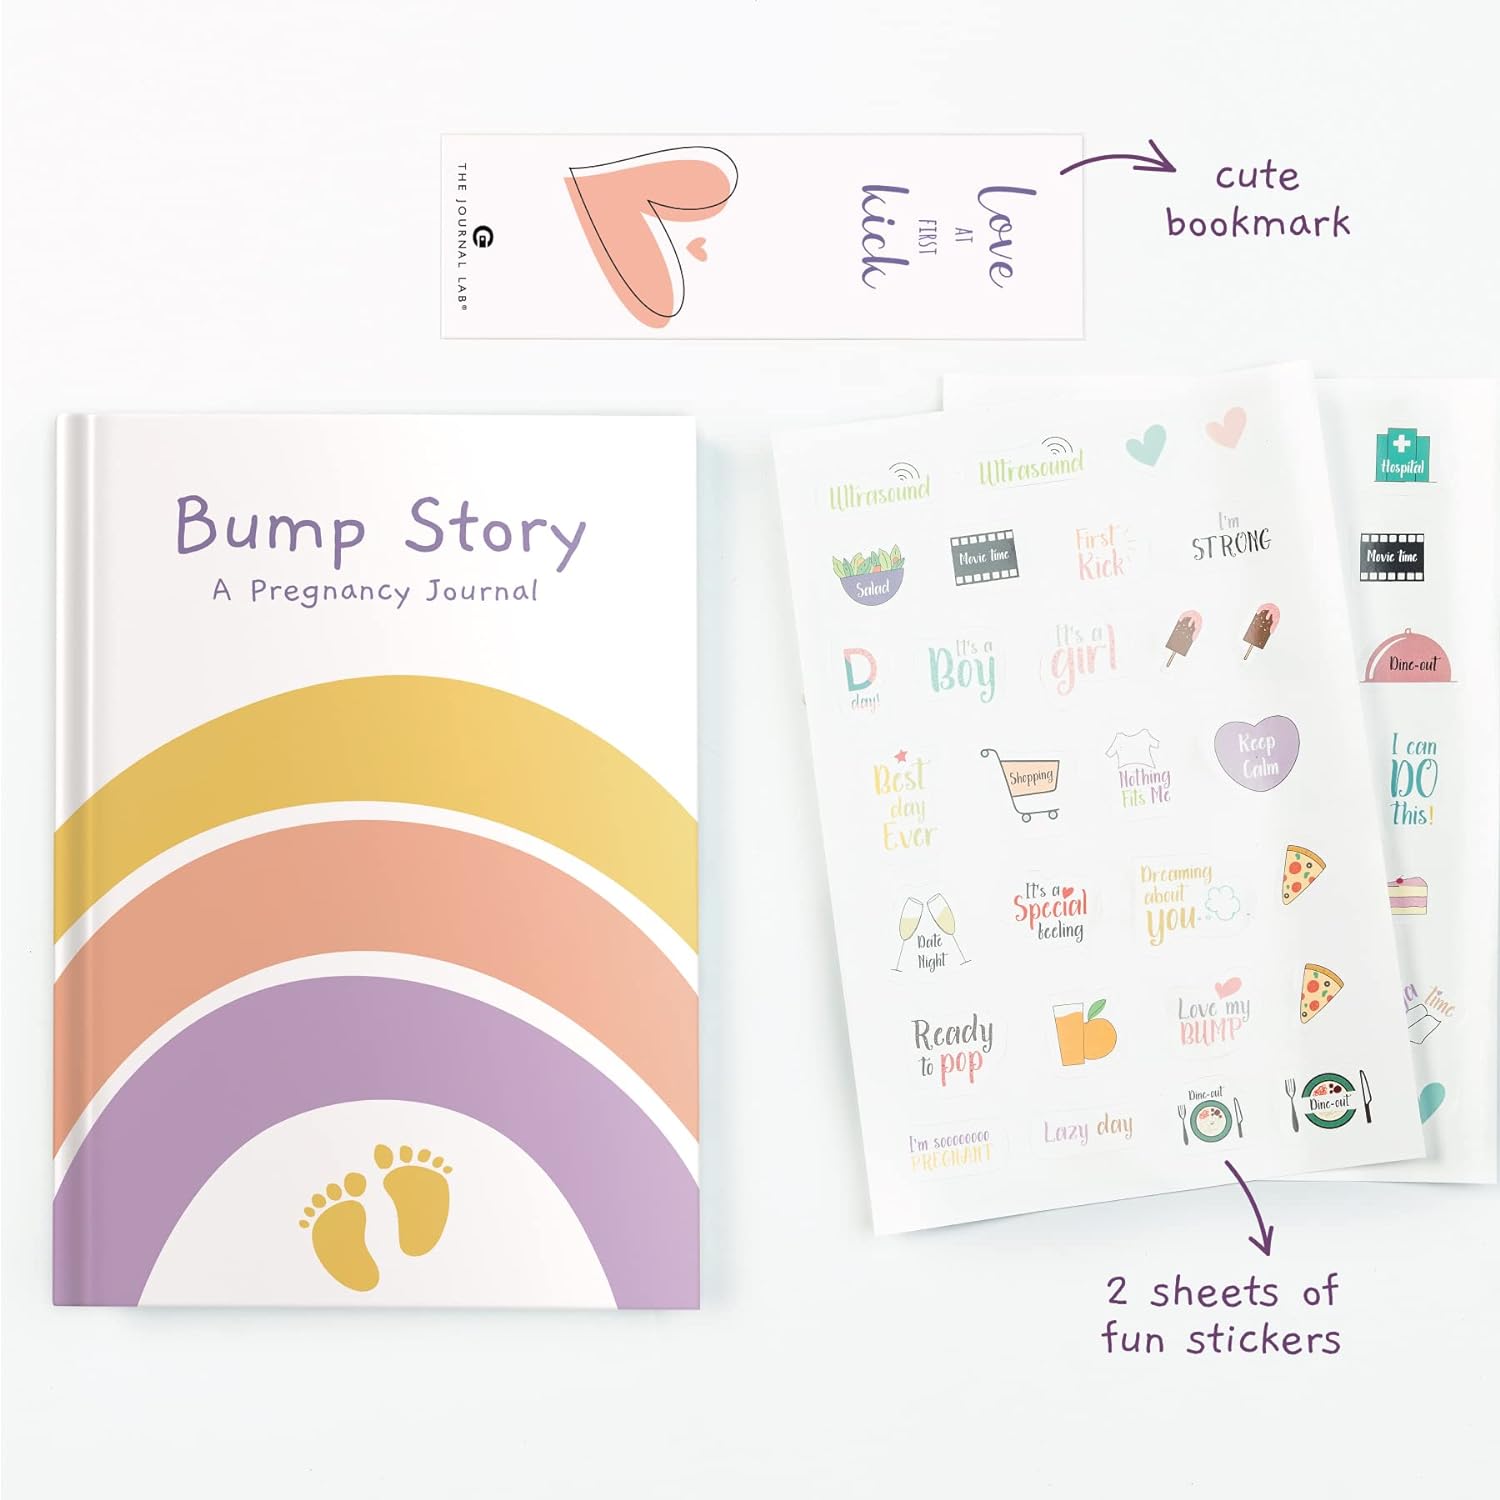 THE JOURNAL LAB®
love
AT
FIRST
kick
cute
bookmark
Bump Story
A Pregnancy Journal
Ultrasound
Ultrasound
Salad
Movie time
First
Kick
I'm
STRONG
D
day!
It's a
Boy
It's a
girl
Best
day
Ever
Shopping
Nothing
Fits Me
Keep
Calm
Date
Night
It's a
Special
feeling
Dreaming
about
you
Ready
to pop
Love my
BUMP
I'm soooooooo
PREGNANT
Lazy day
Dine-out
Dine-out
Hospital
Movie time
Dine-out
I can
DO
this!
time
2 sheets of
fun stickers